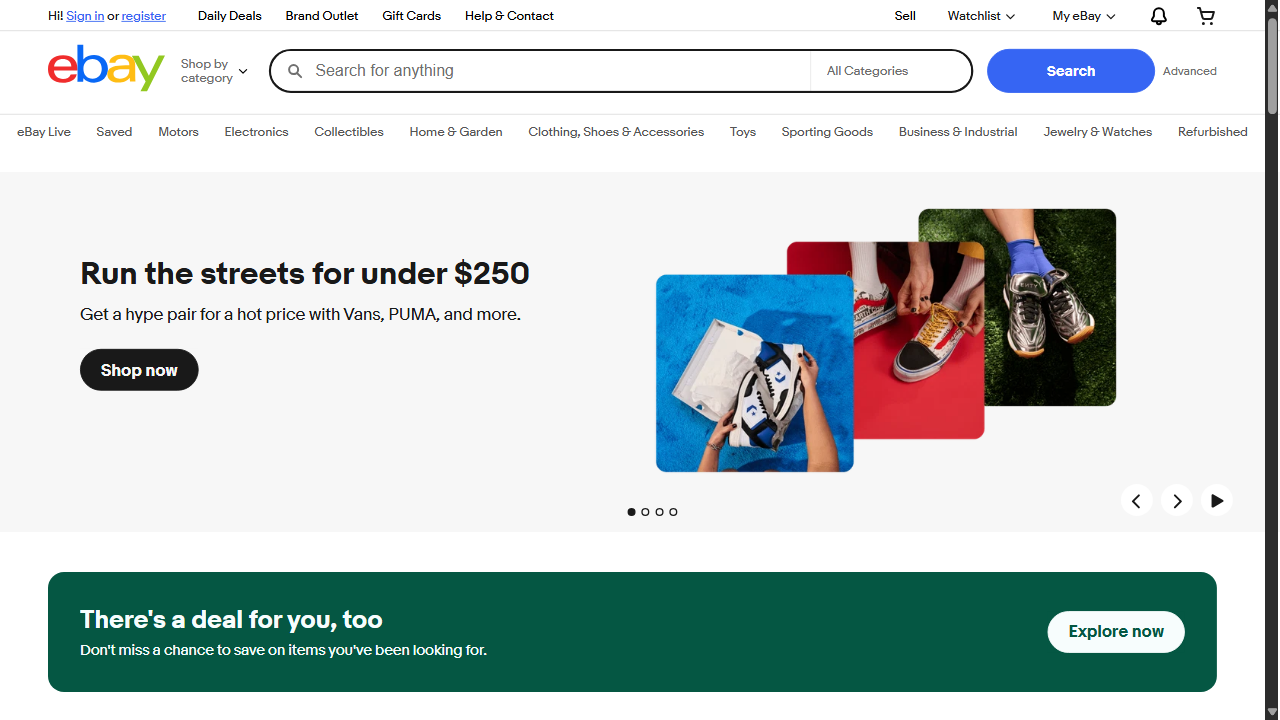 Hi! Sign in or register
Daily Deals
Brand Outlet
Gift Cards
Help & Contact
Sell
Watchlist
My eBay
ebay
Shop by
category
Search for anything
All Categories
Search
Advanced
eBay Live
Saved
Motors
Electronics
Collectibles
Home & Garden
Clothing, Shoes & Accessories
Toys
Sporting Goods
Business & Industrial
Jewelry & Watches
Refurbished
Run the streets for under $250
Get a hype pair for a hot price with Vans, PUMA, and more.
Shop now
There's a deal for you, too
Don't miss a chance to save on items you've been looking for.
Explore now